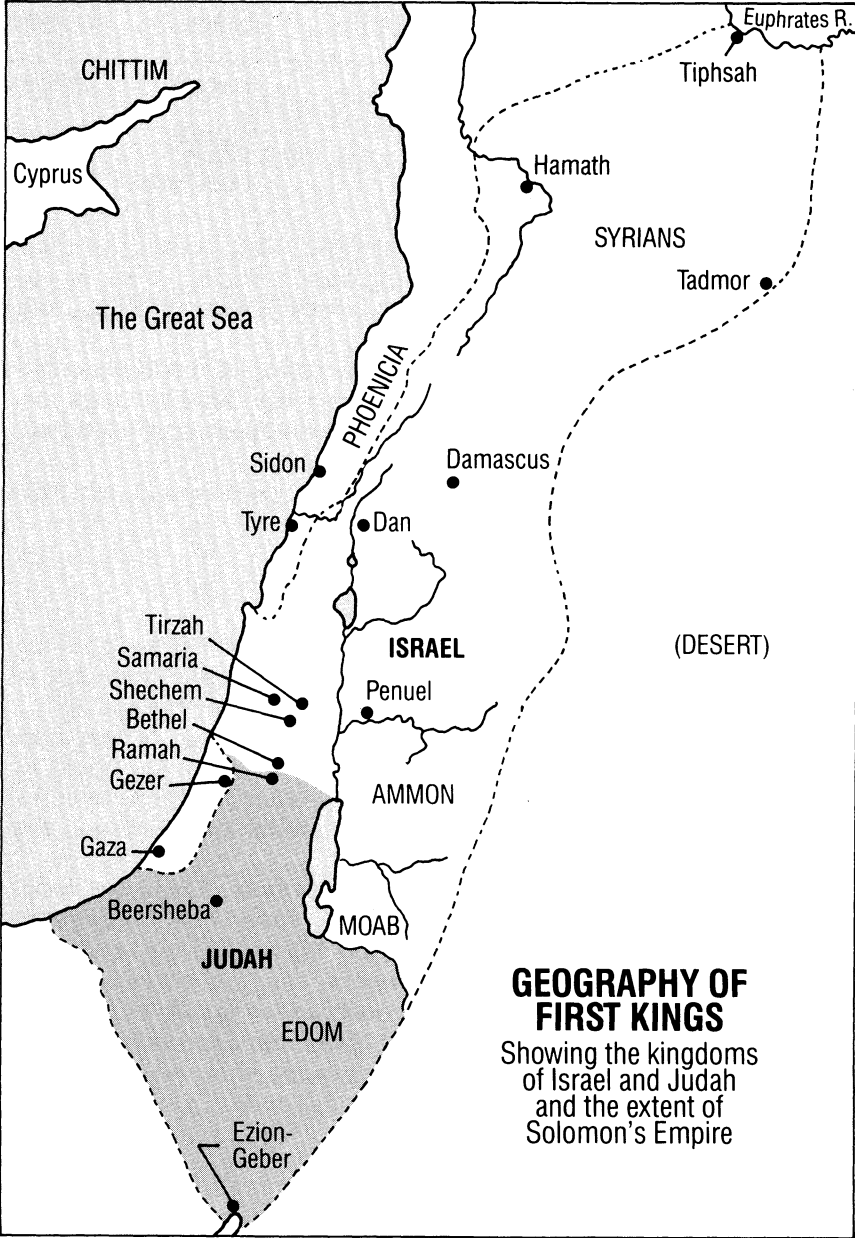 Euphrates R.
CHITTIM
Tiphsah
Hamath
Cyprus
SYRIANS
Tadmor
The Great Sea
PHOENICIA
Sidon
Damascus
Tyre
Dan
Tirzah
ISRAEL
(DESERT)
Samaria
Shechem
Penuel
Bethel
Ramah
Gezer
AMMON
Gaza
Beersheba
MOAB
JUDAH
GEOGRAPHY OF
FIRST KINGS
Showing the kingdoms
of Israel and Judah
and the extent of
Solomon's Empire
EDOM
Ezion-
Geber